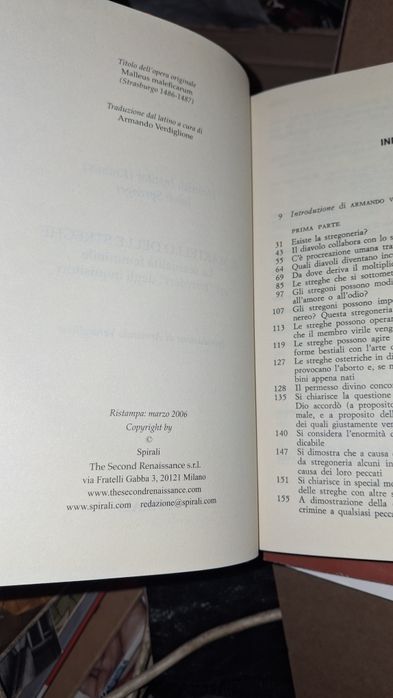 Titolo dell'opera originale
Malleus maleficarum
(Strasburgo 1486-1487)
Traduzione dal latino a cura di
Armando Verdiglione
Ristampa: marzo 2006
Copyright by
©
Spirali
The Second Renaissance s.r.l.
via Fratelli Gabba 3, 20121 Milano
www.thesecondrenaissance.com
www.spirali.com / redazione@spirali.com
9 Introduzione di ARMANDO V
PRIMA PARTE
31 Esiste la stregoneria?
43 Il diavolo collabora con lo s
55 C'è procreazione umana tra
64 Quali diavoli diventano inc
69 Da dove deriva il moltiplic
85 Le streghe che si sottomet
97 Gli stregoni possono modi
all'amore o all'odio?
107 Gli stregoni possono impe
nereo? Questa stregoneria
113 Le streghe possono operar
che il membro virile veng
119 Le streghe possono agire
forme bestiali con l'arte c
127 Le streghe ostetriche in di
provocano l'aborto e, se n
bini appena nati
128 Il permesso divino concor
135 Si chiarisce la questione
Dio accordò (a proposito
male, e a proposito dell
dei quali giustamente ver
140 Si considera l'enormità d
dicabile
147 Si dimostra che a causa
da stregoneria alcuni in
causa dei loro peccati
151 Si chiarisce in special mo
delle streghe con altre s
155 A dimostrazione della
crimine a qualsiasi pecc